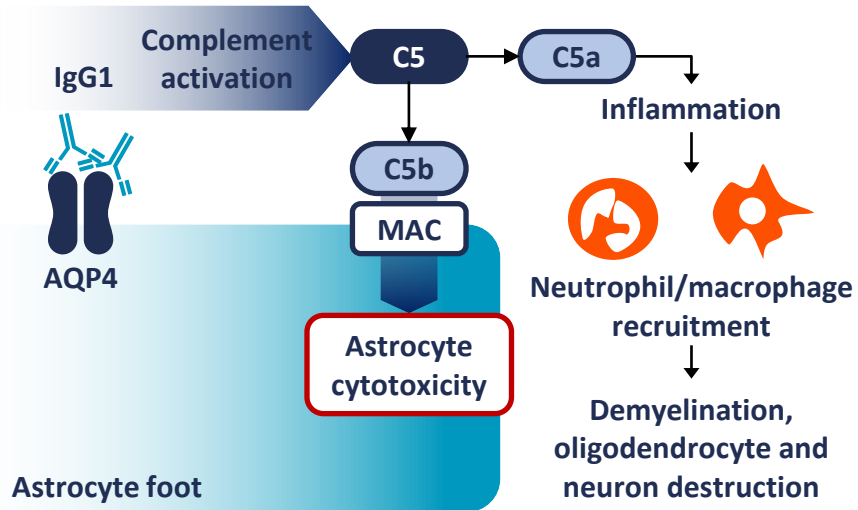 Complement
activation
C5
C5a
IgG1
Inflammation
C5b
MAC
AQP4
Neutrophil/macrophage
recruitment
Astrocyte
cytotoxicity
Demyelination,
oligodendrocyte and
neuron destruction
Astrocyte foot